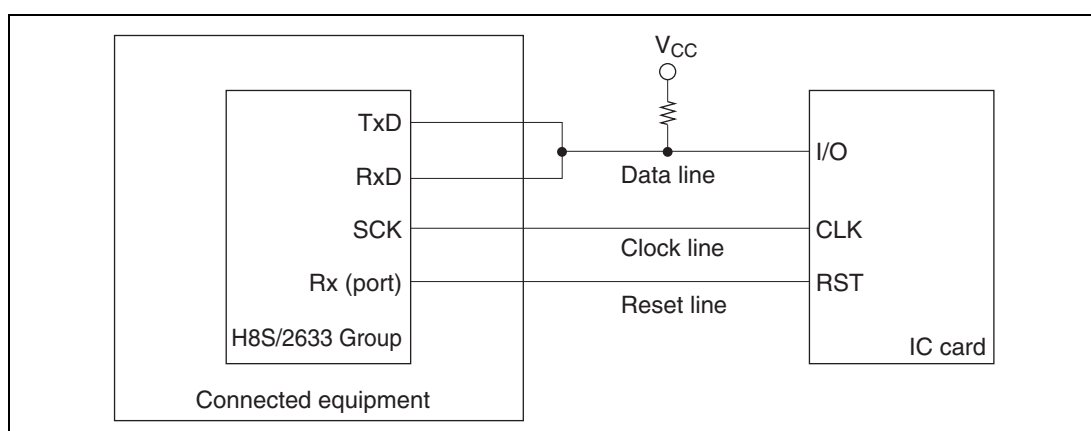 V_CC
TxD
RxD
SCK
Rx (port)
H8S/2633 Group
Connected equipment
Data line
Clock line
Reset line
I/O
CLK
RST
IC card